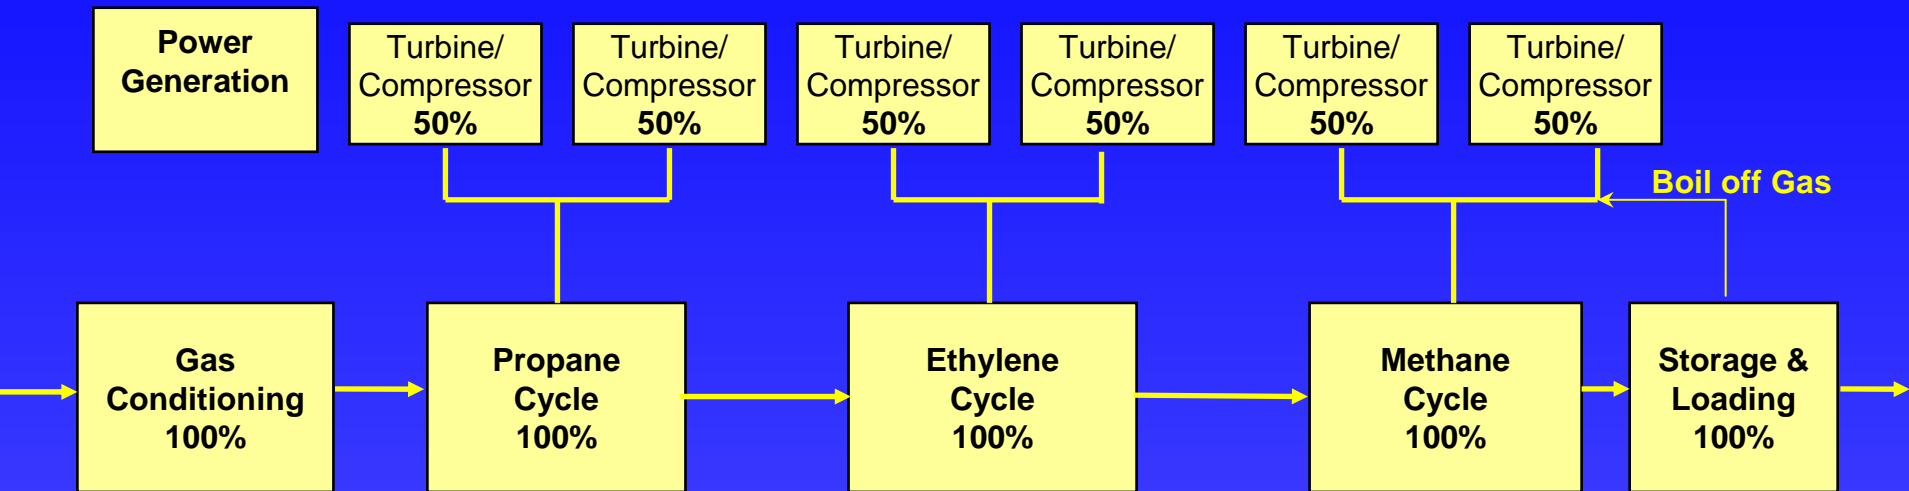 Power
Generation
Turbine/
Compressor
50%
Turbine/
Compressor
50%
Turbine/
Compressor
50%
Turbine/
Compressor
50%
Turbine/
Compressor
50%
Turbine/
Compressor
50%
Boil off Gas
Gas
Conditioning
100%
Propane
Cycle
100%
Ethylene
Cycle
100%
Methane
Cycle
100%
Storage &
Loading
100%